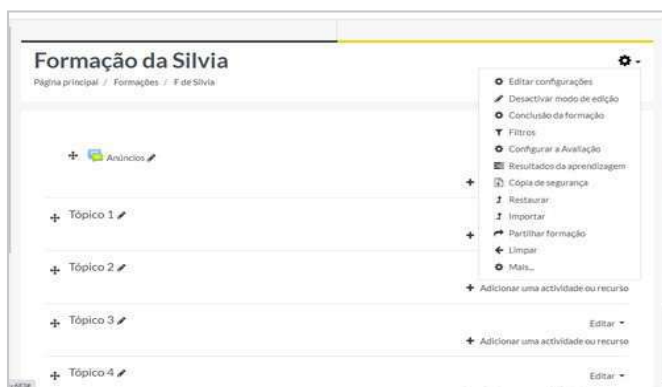 Formação da Silvia
Página principal / Formações / F de Silvia
Editar configurações
Desactivar modo de edição
Conclusão da formação
Filtros
Configurar a Avaliação
Resultados da aprendizagem
Cópia de segurança
Restaurar
Importar
Partilhar formação
Limpar
Mais...
Anúncios
Tópico 1
Tópico 2
Adicionar uma actividade ou recurso
Tópico 3
Editar
Adicionar uma actividade ou recurso
Tópico 4
Editar